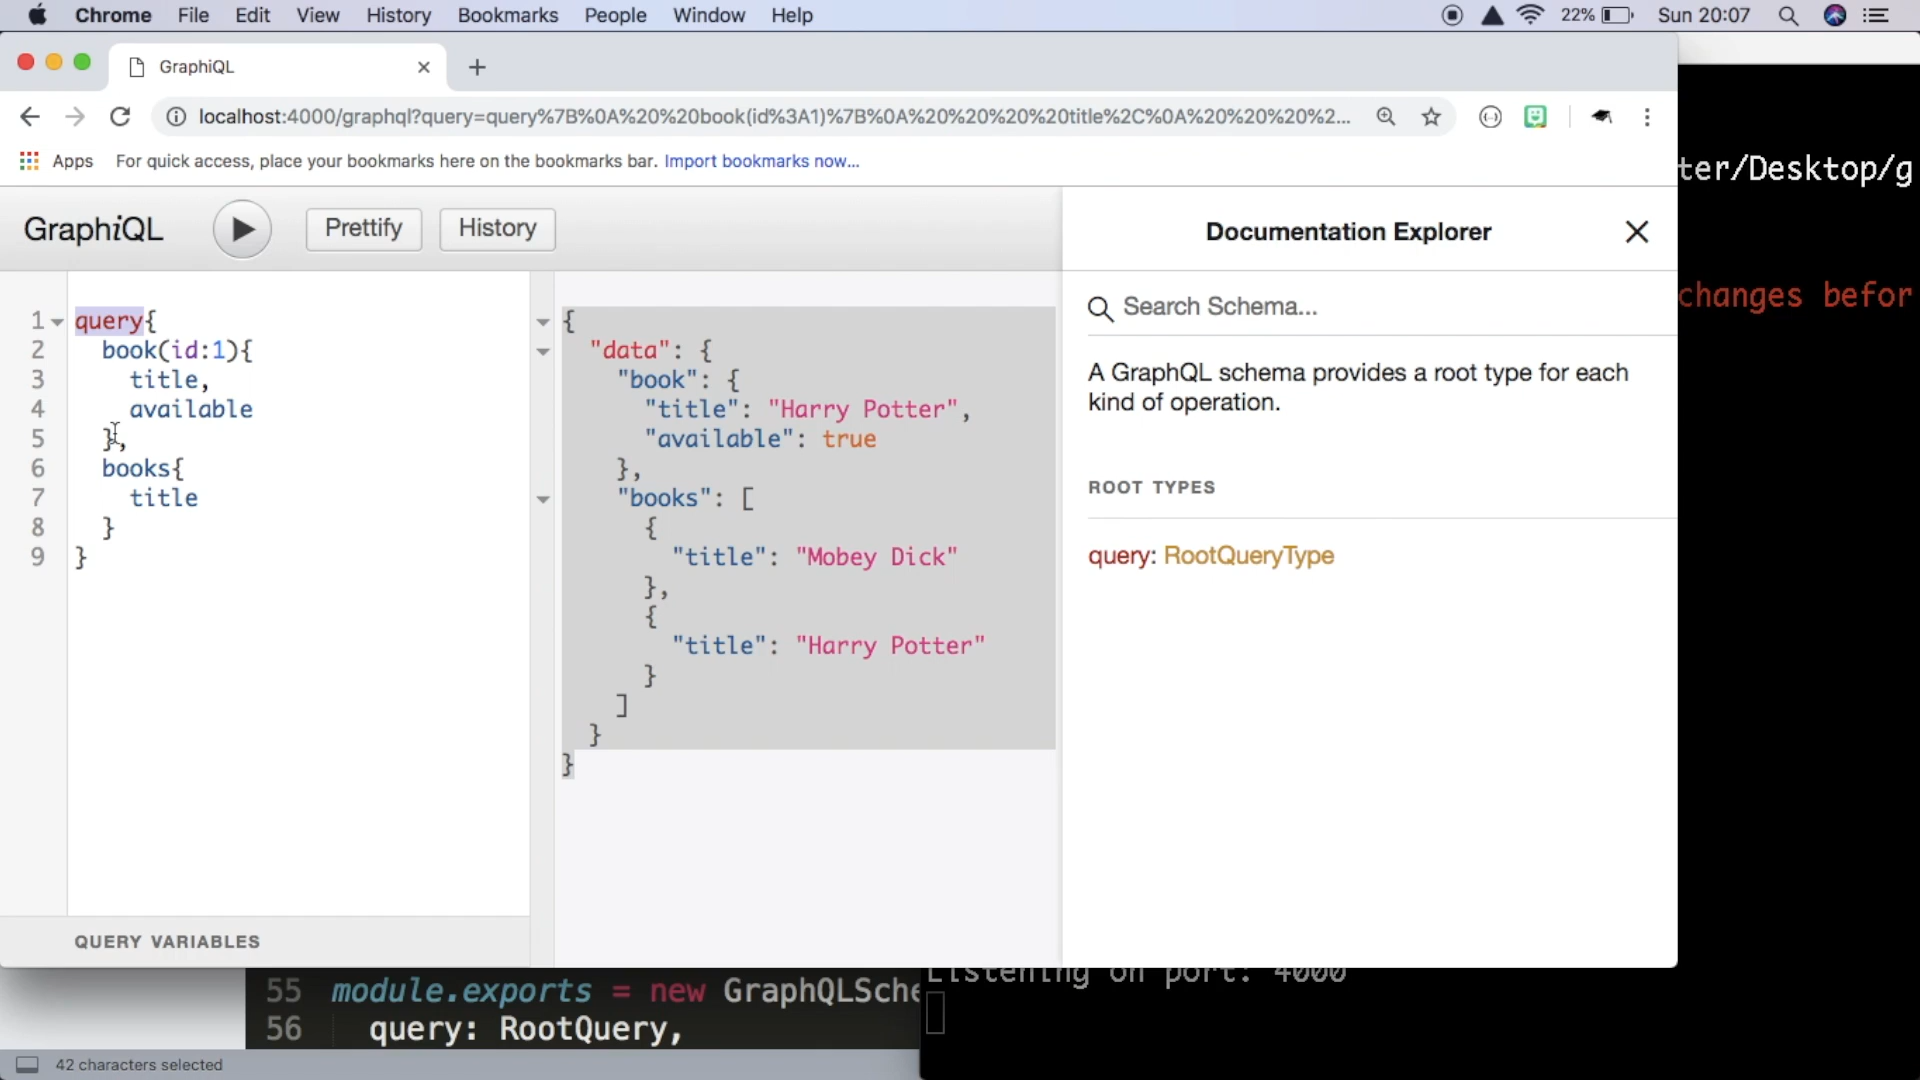 Chrome File Edit View History Bookmarks People Window Help 22% Sun 20:07
GraphiQL
localhost:4000/graphql?query=query%7B%0A%20%20book(id%3A1)%7B%0A%20%20%20%20title%2C%0A%20%20%20%2...
Apps For quick access, place your bookmarks here on the bookmarks bar. Import bookmarks now...
ter/Desktop/g
GraphiQL Prettify History
Documentation Explorer
changes befor
Search Schema...
A GraphQL schema provides a root type for each
kind of operation.
ROOT TYPES
query: RootQueryType
1 query{
2 book(id:1){
3 title,
4 available
5 },
6 books{
7 title
8 }
9 }
{
"data": {
"book": {
"title": "Harry Potter",
"available": true
},
"books": [
{
"title": "Mobey Dick"
},
{
"title": "Harry Potter"
}
]
}
}
QUERY VARIABLES
Listening on port: 4000
55 module.exports = new GraphQLSche
56 query: RootQuery,
42 characters selected